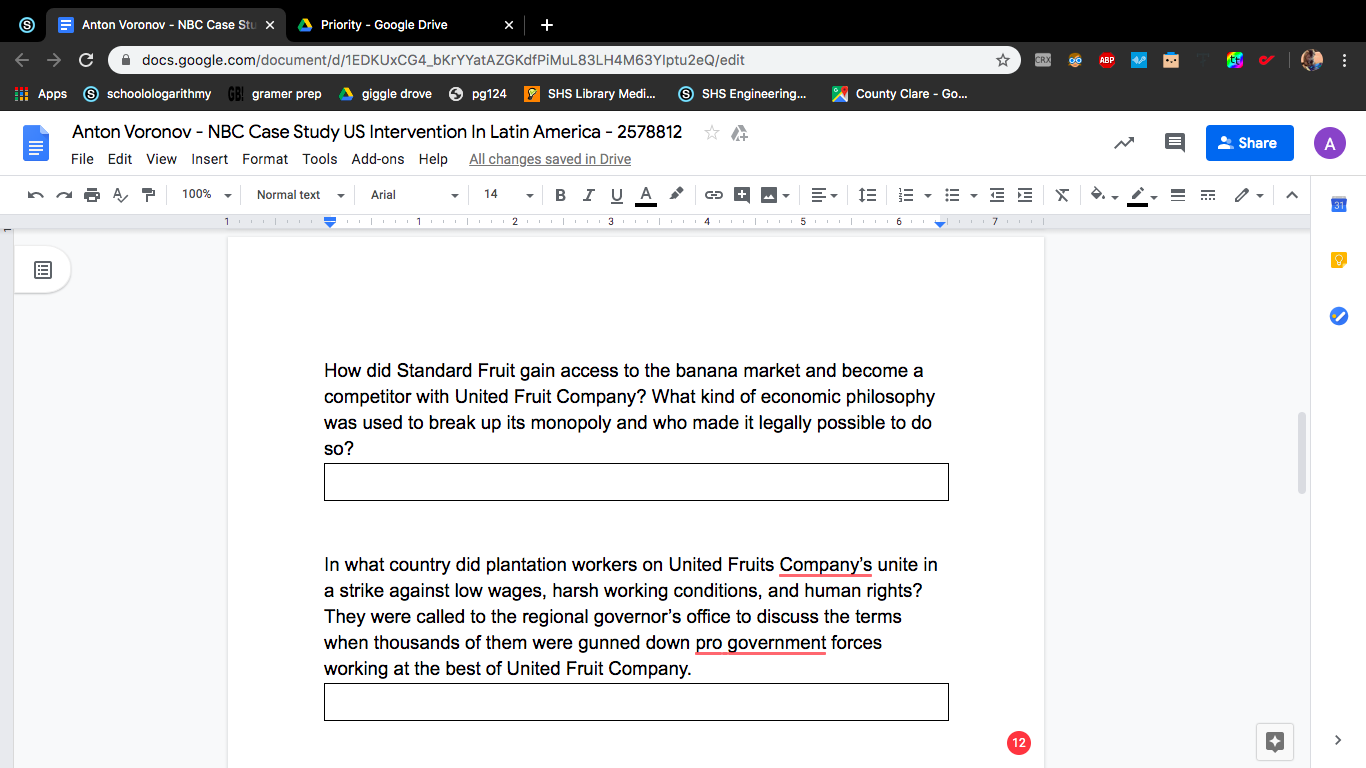 Anton Voronov - NBC Case Stu
Priority - Google Drive
docs.google.com/document/d/1EDKUxCG4_bKrYYatAZGKdfPiMuL83LH4M63YIptu2eQ/edit
CRX
ABP
Apps
schoolologarithmy
GB!
gramer prep
giggle drove
pg124
SHS Library Medi...
SHS Engineering...
County Clare - Go...
Anton Voronov - NBC Case Study US Intervention In Latin America - 2578812
File Edit View Insert Format Tools Add-ons Help All changes saved in Drive
Share
A
100% Normal text Arial 14 B I U A
31
1 1 2 3 4 5 6 7
How did Standard Fruit gain access to the banana market and become a
competitor with United Fruit Company? What kind of economic philosophy
was used to break up its monopoly and who made it legally possible to do
so?
In what country did plantation workers on United Fruits Company's unite in
a strike against low wages, harsh working conditions, and human rights?
They were called to the regional governor's office to discuss the terms
when thousands of them were gunned down pro government forces
working at the best of United Fruit Company.
12